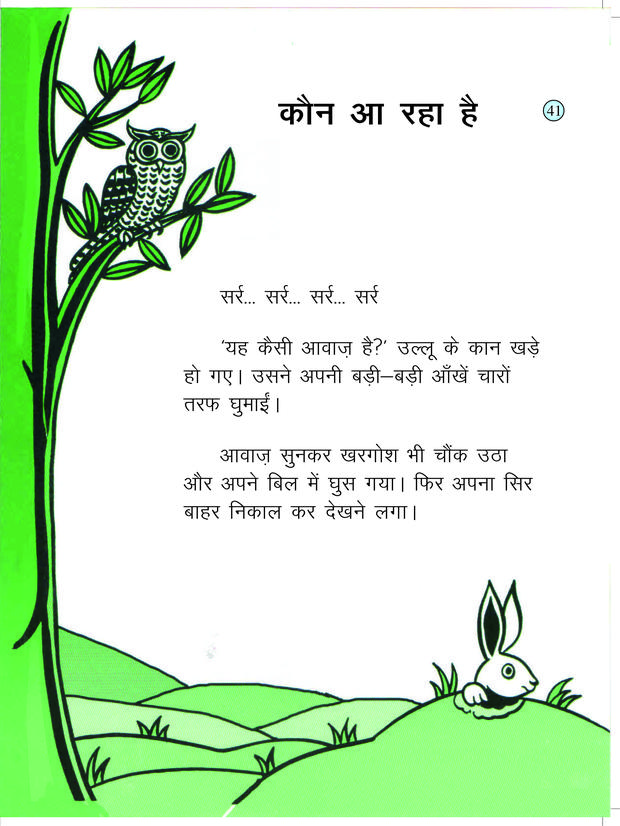 कौन आ रहा है
41
सर्र... सर्र... सर्र... सर्र
‘यह कैसी आवाज़ है?’ उल्लू के कान खड़े
हो गए। उसने अपनी बड़ी–बड़ी आँखें चारों
तरफ घुमाईं।
आवाज़ सुनकर खरगोश भी चौंक उठा
और अपने बिल में घुस गया। फिर अपना सिर
बाहर निकाल कर देखने लगा।